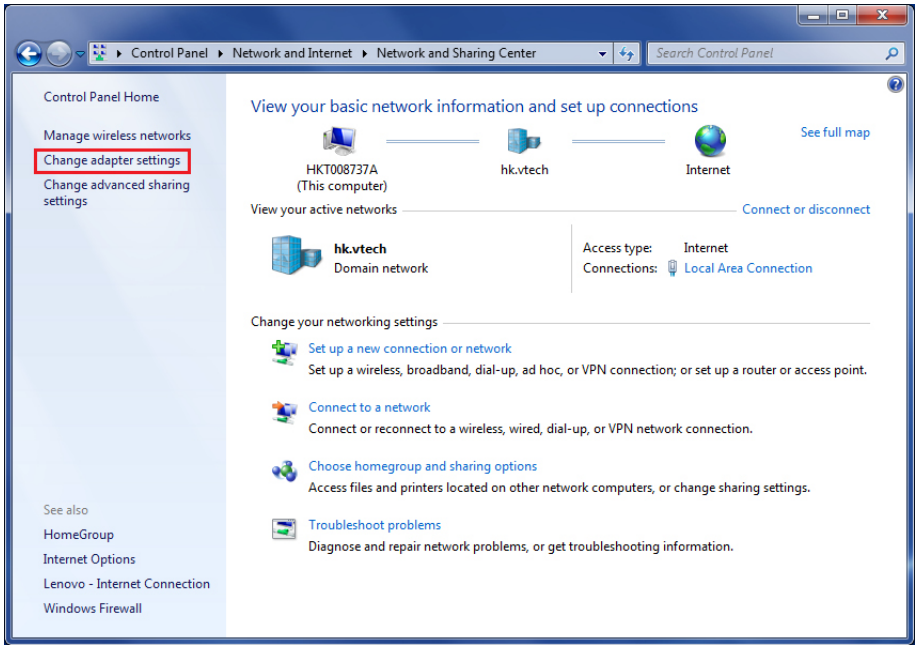 Control Panel ▸ Network and Internet ▸ Network and Sharing Center
Search Control Panel
Control Panel Home
Manage wireless networks
Change adapter settings
Change advanced sharing
settings
View your basic network information and set up connections
See full map
HKT008737A
(This computer)
hk.vtech
Internet
View your active networks
Connect or disconnect
hk.vtech
Domain network
Access type: Internet
Connections: Local Area Connection
Change your networking settings
Set up a new connection or network
Set up a wireless, broadband, dial-up, ad hoc, or VPN connection; or set up a router or access point.
Connect to a network
Connect or reconnect to a wireless, wired, dial-up, or VPN network connection.
Choose homegroup and sharing options
Access files and printers located on other network computers, or change sharing settings.
Troubleshoot problems
Diagnose and repair network problems, or get troubleshooting information.
See also
HomeGroup
Internet Options
Lenovo - Internet Connection
Windows Firewall